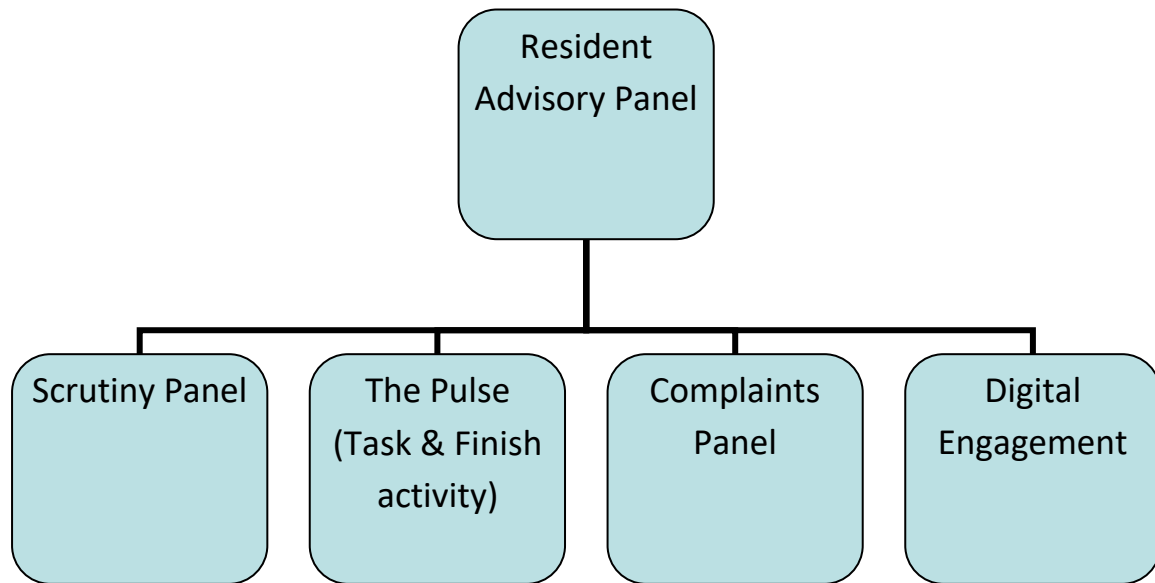 Resident
Advisory Panel
Scrutiny Panel
The Pulse
(Task & Finish
activity)
Complaints
Panel
Digital
Engagement